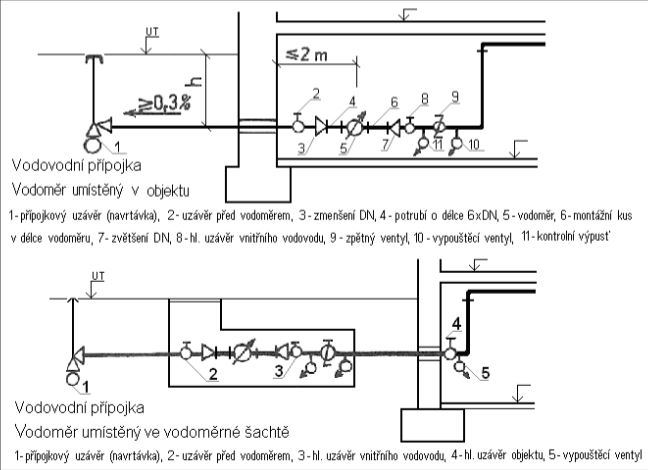 UT
≤2 m
h
≥0,3%
2 4 6 8 9
1 3 5 7 11 10
Vodovodní přípojka
Vodoměr umístěný v objektu
1-přípojkový uzávěr (navrtávka), 2- uzávěr před vodoměrem, 3 -zmenšení DN, 4 - potrubí o délce 6xDN, 5 - vodoměr, 6-montážní kus
v délce vodoměru, 7 - zvětšení DN, 8 - hl. uzávěr vnitřního vodovodu, 9 - zpětný ventyl, 10 - vypouštěcí ventyl, 11-kontrolní výpusť
UT
4
1 2 3 5
Vodovodní přípojka
Vodoměr umístěný ve vodoměrné šachtě
1-přípojkový uzávěr (navrtávka), 2-uzávěr před vodoměrem, 3-hl. uzávěr vnitřního vodovodu, 4-hl. uzávěr objektu, 5-vypouštěcí ventyl